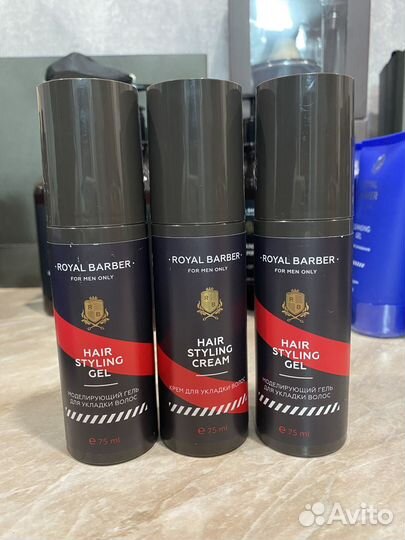 · ROYAL BARBER ·
FOR MEN ONLY
R B
HAIR
STYLING
GEL
МОДЕЛИРУЮЩИЙ ГЕЛЬ
ДЛЯ УКЛАДКИ ВОЛОС
℮ 75 ml
· ROYAL BARBER ·
FOR MEN ONLY
R B
HAIR
STYLING
CREAM
КРЕМ ДЛЯ УКЛАДКИ ВОЛОС
℮ 75 ml
· ROYAL BARBER ·
FOR MEN ONLY
R B
HAIR
STYLING
GEL
МОДЕЛИРУЮЩИЙ ГЕЛЬ
ДЛЯ УКЛАДКИ ВОЛОС
℮ 75 ml
GEL
Avito